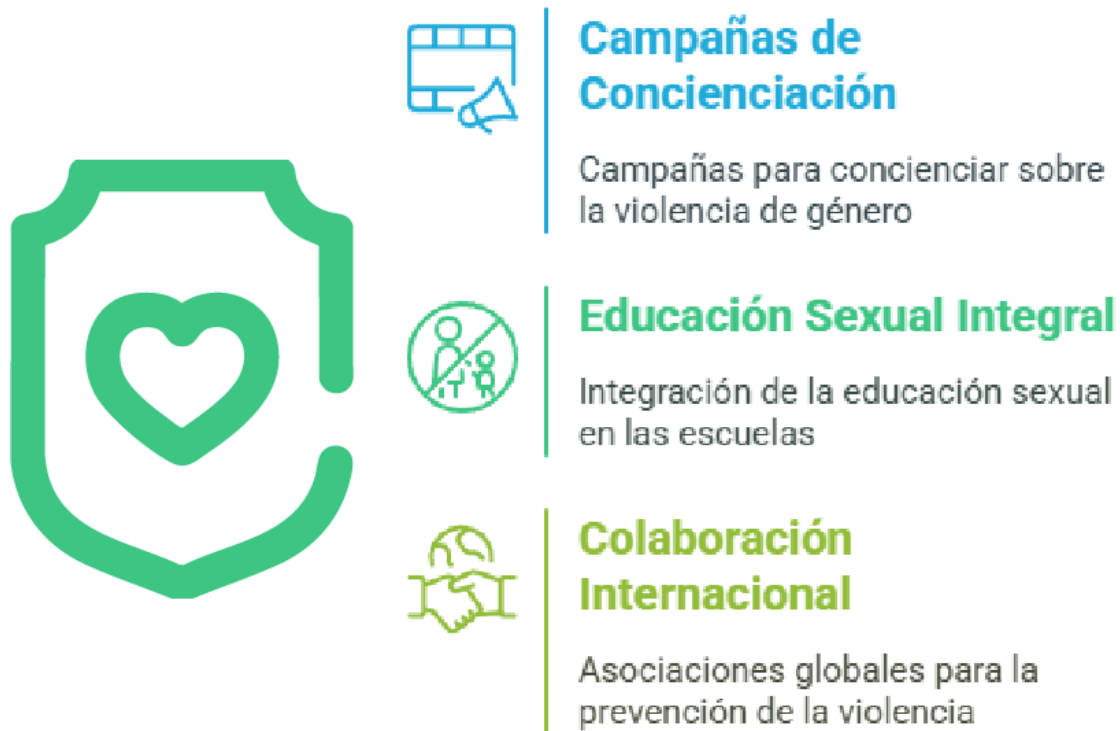 Campañas de
Concienciación
Campañas para concienciar sobre
la violencia de género
Educación Sexual Integral
Integración de la educación sexual
en las escuelas
Colaboración
Internacional
Asociaciones globales para la
prevención de la violencia